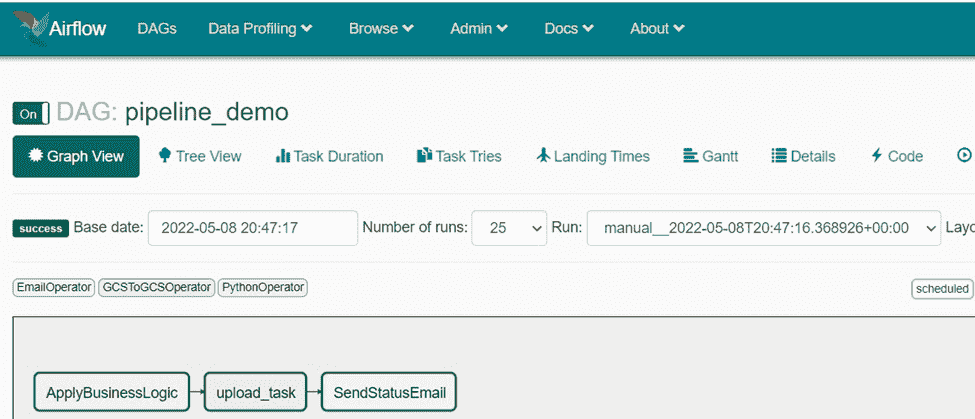 Airflow DAGs Data Profiling Browse Admin Docs About
On DAG: pipeline_demo
Graph View Tree View Task Duration Task Tries Landing Times Gantt Details Code
success Base date: 2022-05-08 20:47:17 Number of runs: 25 Run: manual__2022-05-08T20:47:16.368926+00:00
EmailOperator GCSToGCSOperator PythonOperator scheduled
ApplyBusinessLogic upload_task SendStatusEmail